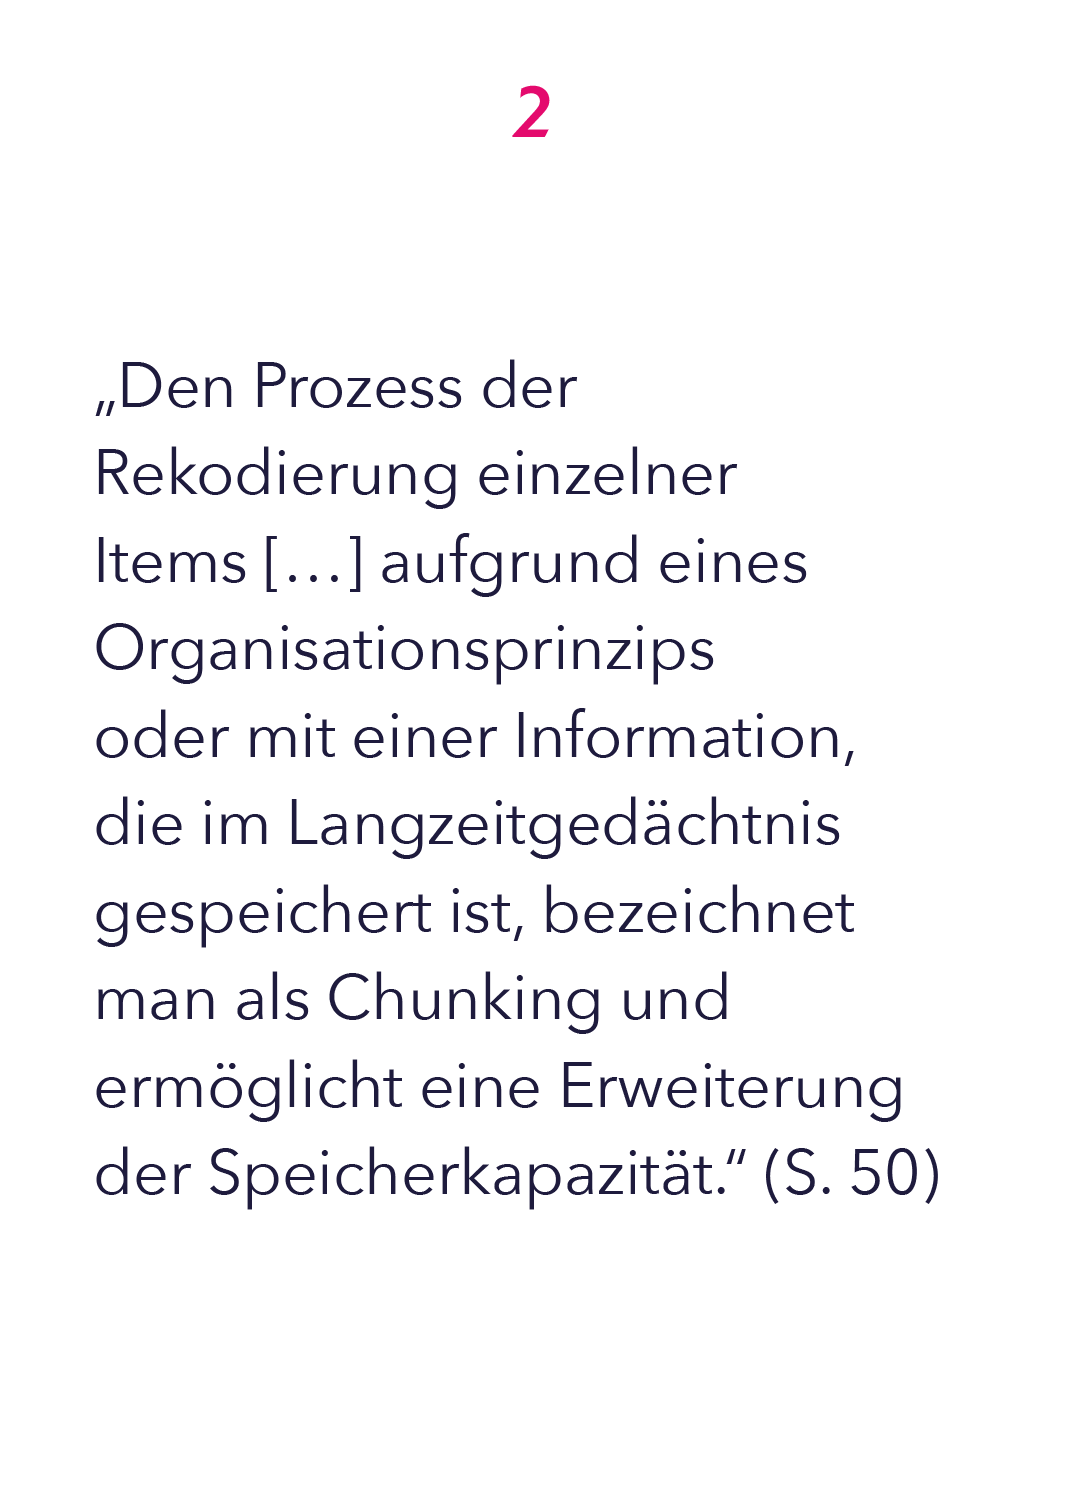 2
„Den Prozess der
Rekodierung einzelner
Items […] aufgrund eines
Organisationsprinzips
oder mit einer Information,
die im Langzeitgedächtnis
gespeichert ist, bezeichnet
man als Chunking und
ermöglicht eine Erweiterung
der Speicherkapazität.“ (S. 50)